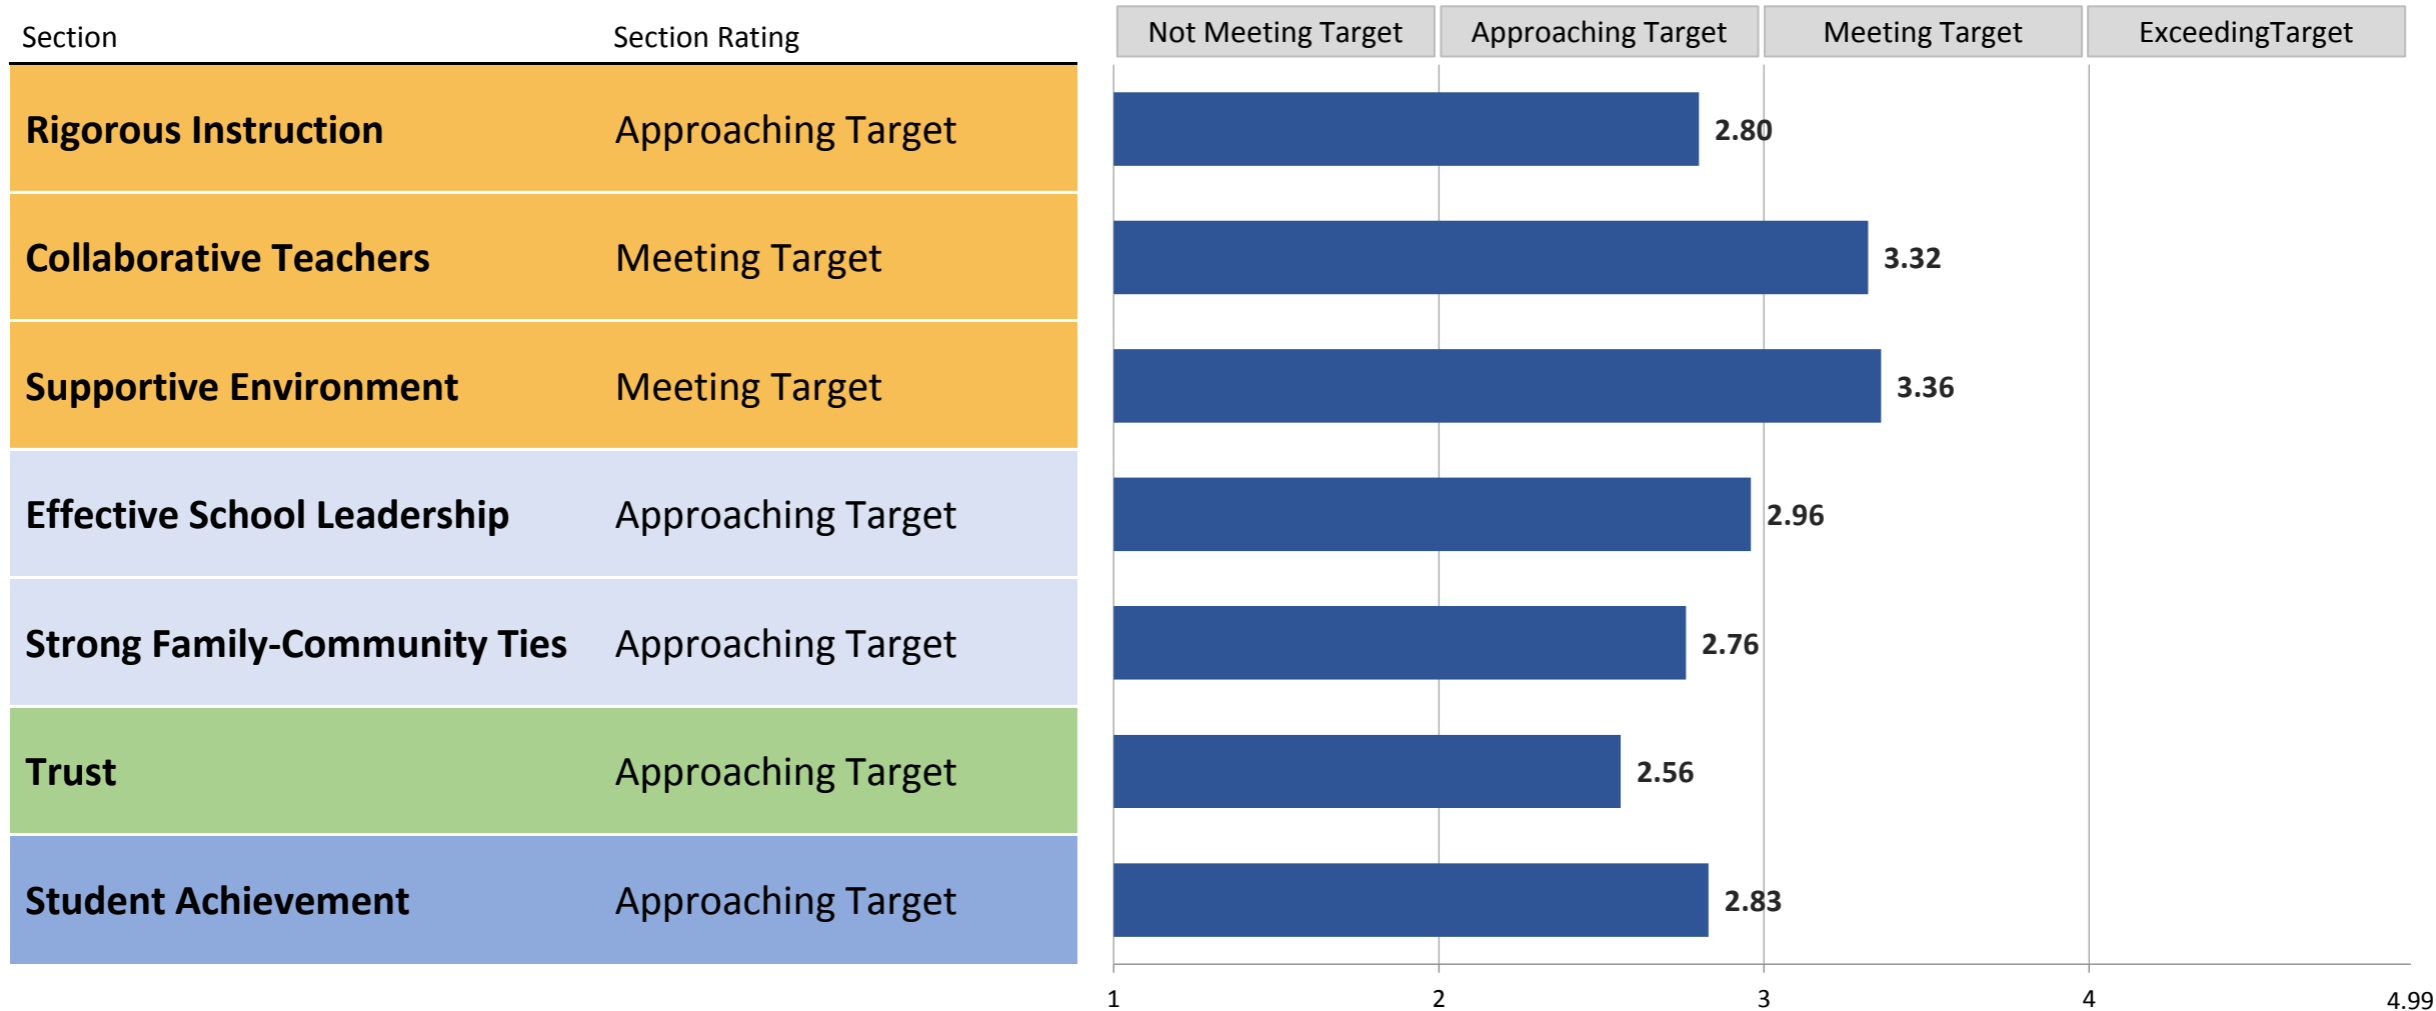 Section Section Rating Not Meeting Target Approaching Target Meeting Target ExceedingTarget
Rigorous Instruction Approaching Target 2.80
Collaborative Teachers Meeting Target 3.32
Supportive Environment Meeting Target 3.36
Effective School Leadership Approaching Target 2.96
Strong Family-Community Ties Approaching Target 2.76
Trust Approaching Target 2.56
Student Achievement Approaching Target 2.83
1 2 3 4 4.99